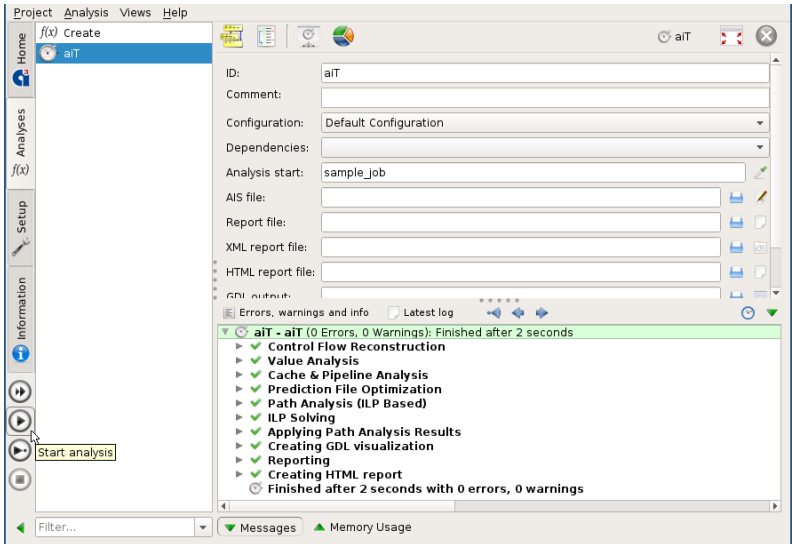 Project Analysis Views Help
Home
Analyses
f(x)
Setup
Information
f(x) Create
aiT
aiT
ID: aiT
Comment:
Configuration: Default Configuration
Dependencies:
Analysis start: sample_job
AIS file:
Report file:
XML report file:
HTML report file:
GDL output:
Errors, warnings and info Latest log
aiT - aiT (0 Errors, 0 Warnings): Finished after 2 seconds
Control Flow Reconstruction
Value Analysis
Cache & Pipeline Analysis
Prediction File Optimization
Path Analysis (ILP Based)
ILP Solving
Applying Path Analysis Results
Creating GDL visualization
Reporting
Creating HTML report
Finished after 2 seconds with 0 errors, 0 warnings
Start analysis
Filter...
Messages Memory Usage